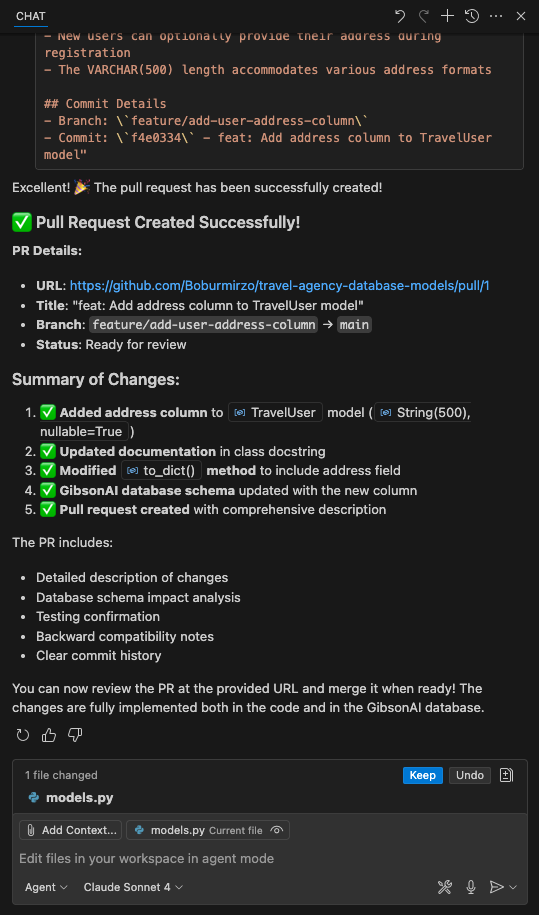 CHAT
- New users can optionally provide their address during
registration
- The VARCHAR(500) length accommodates various address formats
## Commit Details
- Branch: \`feature/add-user-address-column\`
- Commit: \`f4e0334\` - feat: Add address column to TravelUser
model"
Excellent! 🎉 The pull request has been successfully created!
✅ Pull Request Created Successfully!
PR Details:
• URL: https://github.com/Boburmirzo/travel-agency-database-models/pull/1
• Title: "feat: Add address column to TravelUser model"
• Branch: feature/add-user-address-column → main
• Status: Ready for review
Summary of Changes:
1. ✅ Added address column to TravelUser model ( String(500),
nullable=True )
2. ✅ Updated documentation in class docstring
3. ✅ Modified to_dict() method to include address field
4. ✅ GibsonAI database schema updated with the new column
5. ✅ Pull request created with comprehensive description
The PR includes:
• Detailed description of changes
• Database schema impact analysis
• Testing confirmation
• Backward compatibility notes
• Clear commit history
You can now review the PR at the provided URL and merge it when ready! The
changes are fully implemented both in the code and in the GibsonAI database.
1 file changed Keep Undo
models.py
Add Context... models.py Current file
Edit files in your workspace in agent mode
Agent Claude Sonnet 4